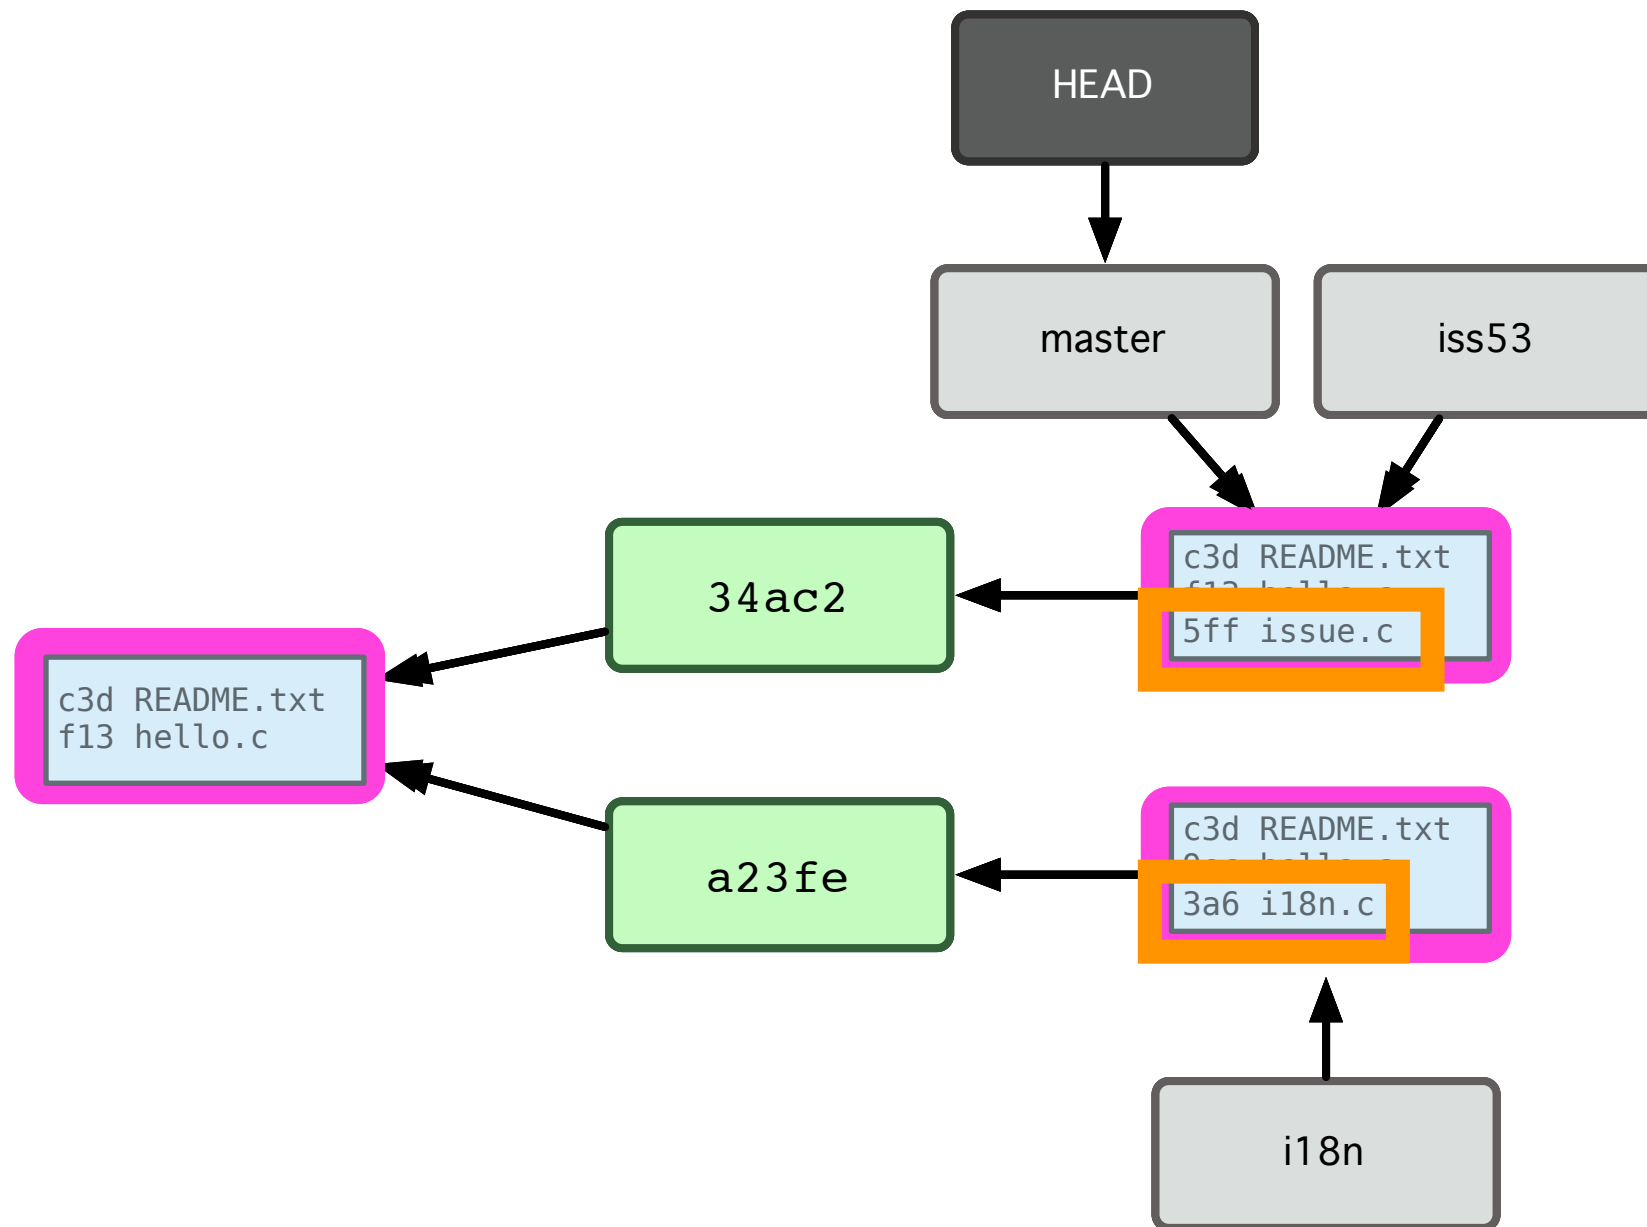 HEAD
master
iss53
c3d README.txt
5ff issue.c
34ac2
c3d README.txt
f13 hello.c
a23fe
c3d README.txt
3a6 i18n.c
i18n